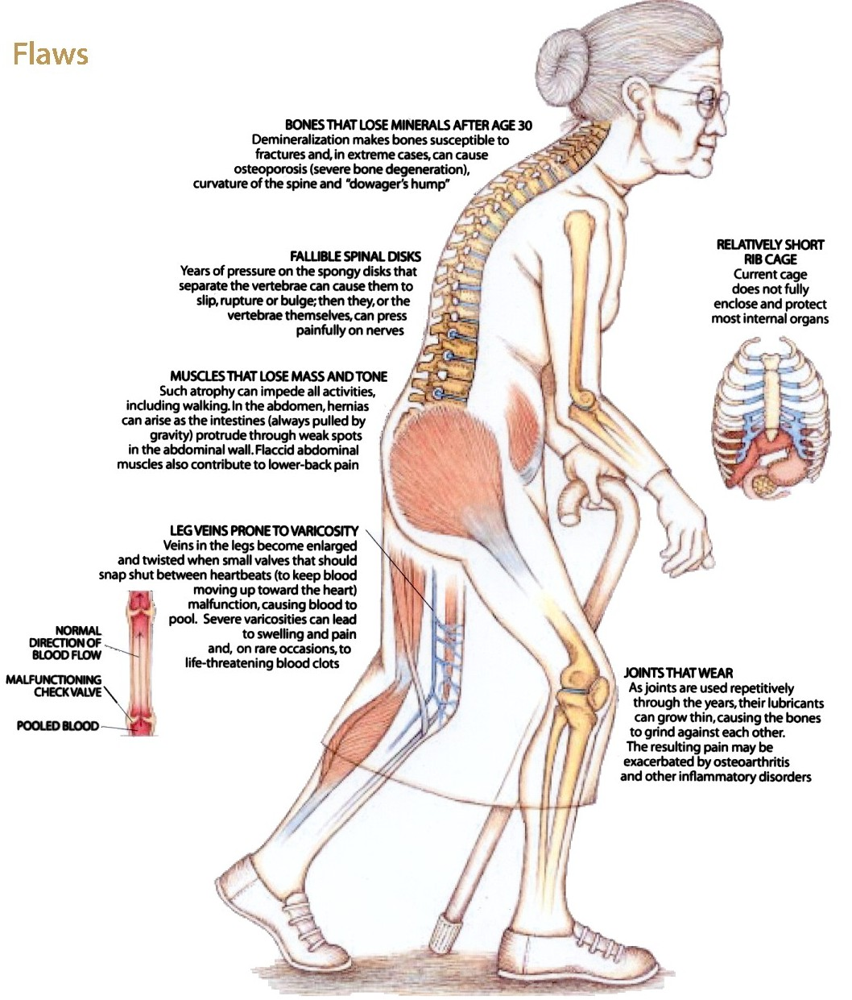 Flaws
BONES THAT LOSE MINERALS AFTER AGE 30
Demineralization makes bones susceptible to
fractures and, in extreme cases, can cause
osteoporosis (severe bone degeneration),
curvature of the spine and "dowager's hump"
FALLIBLE SPINAL DISKS
Years of pressure on the spongy disks that
separate the vertebrae can cause them to
slip, rupture or bulge; then they, or the
vertebrae themselves, can press
painfully on nerves
RELATIVELY SHORT
RIB CAGE
Current cage
does not fully
enclose and protect
most internal organs
MUSCLES THAT LOSE MASS AND TONE
Such atrophy can impede all activities,
including walking. In the abdomen, hernias
can arise as the intestines (always pulled by
gravity) protrude through weak spots
in the abdominal wall. Flaccid abdominal
muscles also contribute to lower-back pain
LEG VEINS PRONE TO VARICOSITY
Veins in the legs become enlarged
and twisted when small valves that should
snap shut between heartbeats (to keep blood
moving up toward the heart)
malfunction, causing blood to
pool. Severe varicosities can lead
to swelling and pain
and, on rare occasions, to
life-threatening blood clots
NORMAL
DIRECTION OF
BLOOD FLOW
MALFUNCTIONING
CHECK VALVE
POOLED BLOOD
JOINTS THAT WEAR
As joints are used repetitively
through the years, their lubricants
can grow thin, causing the bones
to grind against each other.
The resulting pain may be
exacerbated by osteoarthritis
and other inflammatory disorders